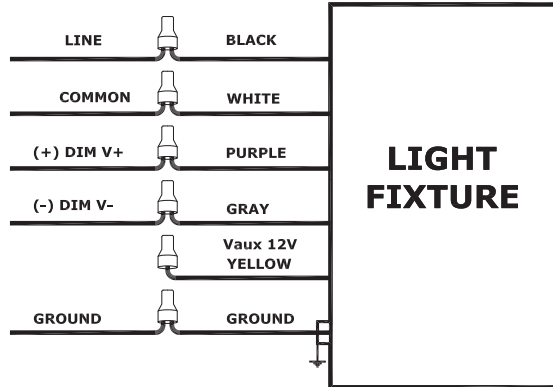 LINE BLACK
COMMON WHITE
(+) DIM V+ PURPLE
(-) DIM V- GRAY
Vaux 12V
YELLOW
GROUND GROUND
LIGHT
FIXTURE